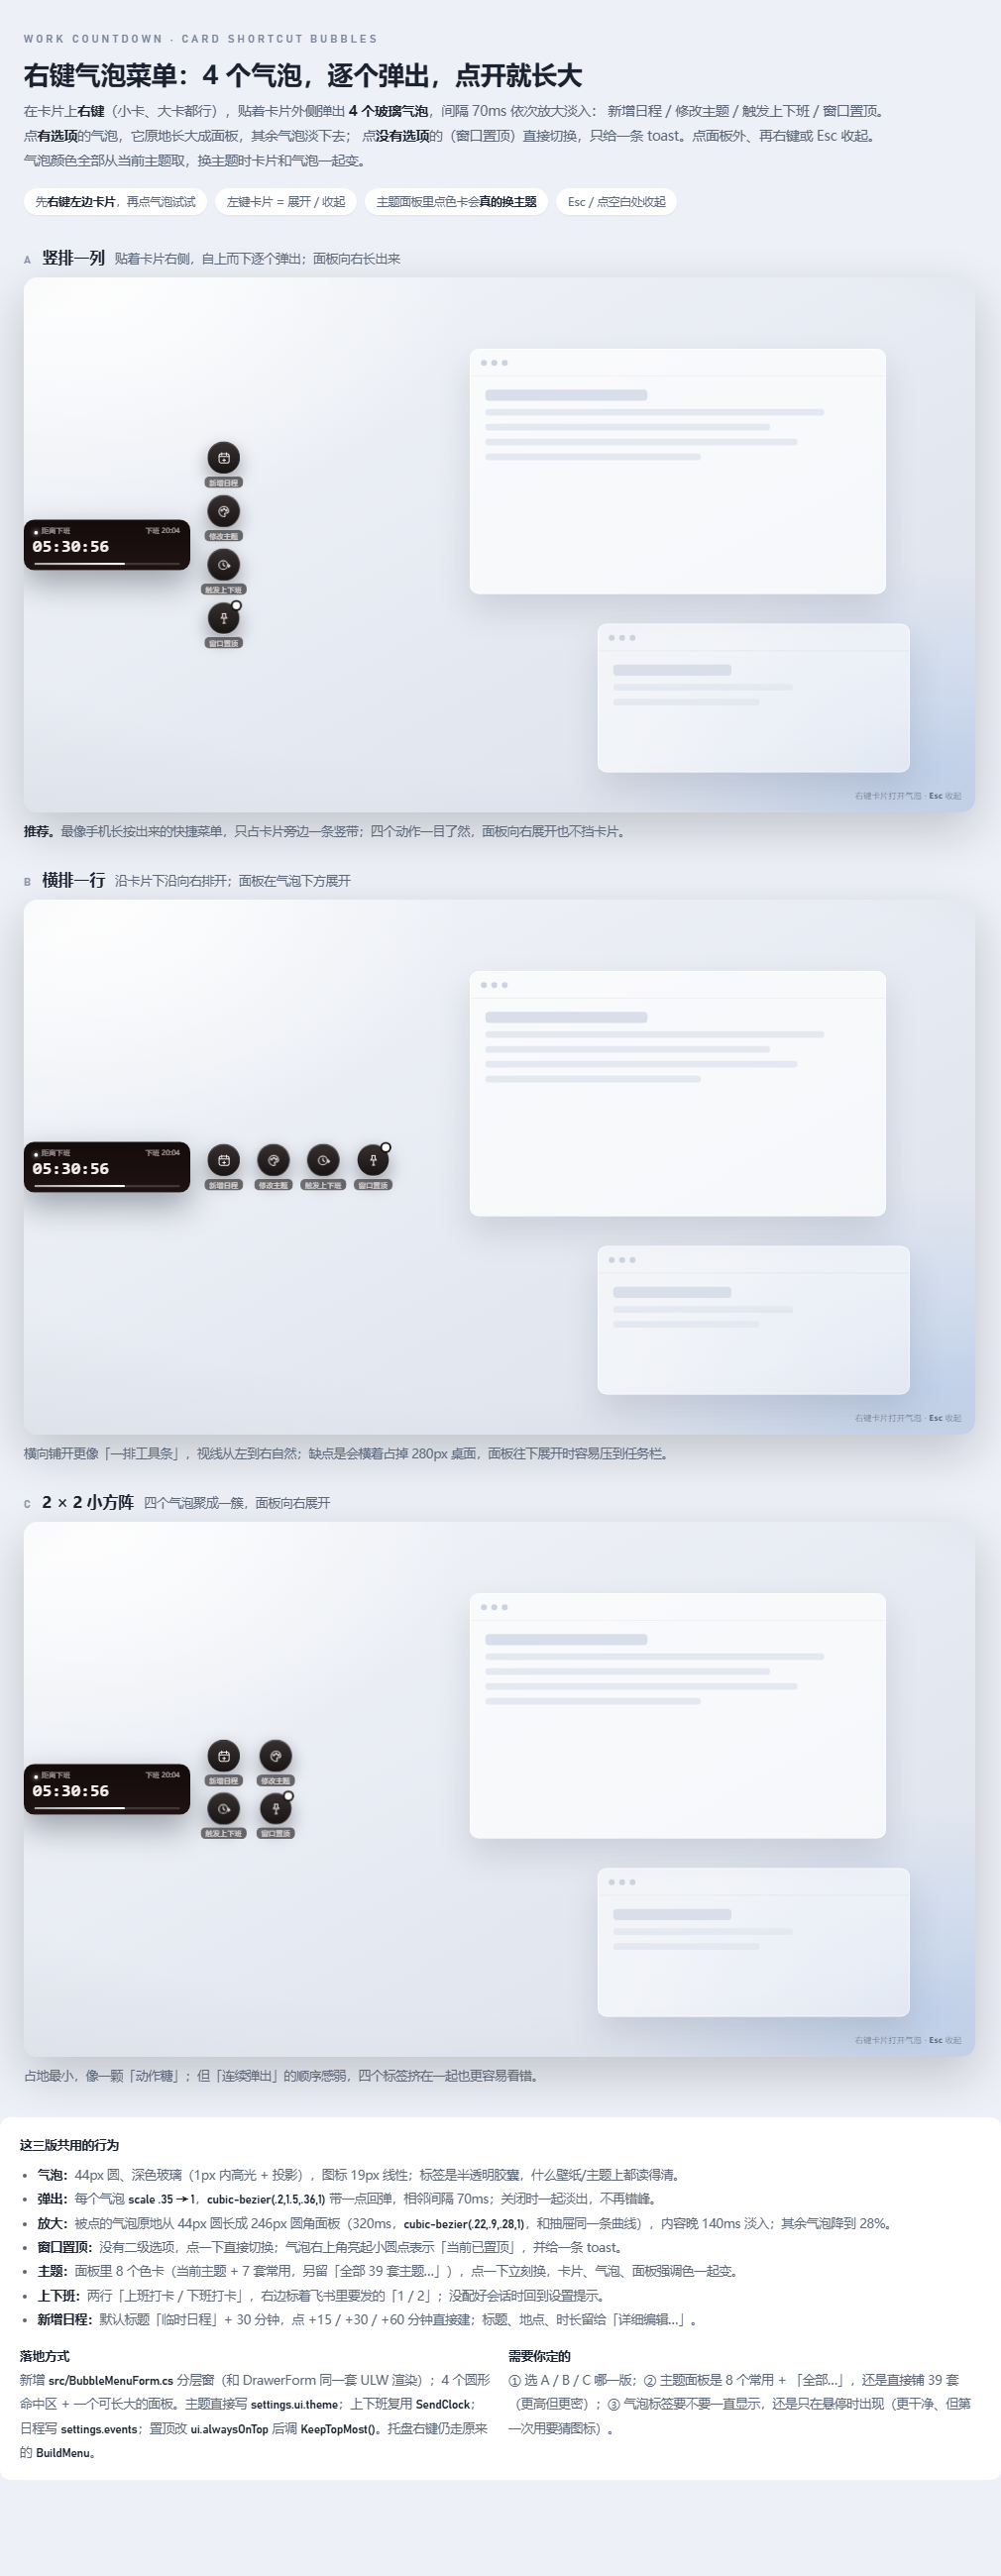 WORK COUNTDOWN · CARD SHORTCUT BUBBLES
右键气泡菜单：4 个气泡，逐个弹出，点开就长大
在卡片上右键（小卡、大卡都行），贴着卡片外侧弹出 4 个玻璃气泡，间隔 70ms 依次放大淡入： 新增日程 / 修改主题 / 触发上下班 / 窗口置顶。
点有选项的气泡，它原地长大成面板，其余气泡淡下去； 点没有选项的（窗口置顶）直接切换，只给一条 toast。点面板外、再右键或 Esc 收起。
气泡颜色全部从当前主题取，换主题时卡片和气泡一起变。
先右键左边卡片，再点气泡试试
左键卡片 = 展开 / 收起
主题面板里点色卡会真的换主题
Esc / 点空白处收起
A 竖排一列 贴着卡片右侧，自上而下逐个弹出；面板向右长出来
新增日程
距离下班 下班 20:04
05:30:56
修改主题
触发上下班
窗口置顶
右键卡片打开气泡 · Esc 收起
推荐。最像手机长按出来的快捷菜单，只占卡片旁边一条竖带；四个动作一目了然，面板向右展开也不挡卡片。
B 横排一行 沿卡片下沿向右排开；面板在气泡下方展开
距离下班 下班 20:04
05:30:56
新增日程 修改主题 触发上下班 窗口置顶
右键卡片打开气泡 · Esc 收起
横向铺开更像「一排工具条」，视线从左到右自然；缺点是会横着占掉 280px 桌面，面板往下展开时容易压到任务栏。
C 2 × 2 小方阵 四个气泡聚成一簇，面板向右展开
距离下班 下班 20:04
05:30:56
新增日程 修改主题
触发上下班 窗口置顶
右键卡片打开气泡 · Esc 收起
占地最小，像一颗「动作糖」；但「连续弹出」的顺序感弱，四个标签挤在一起也更容易看错。
这三版共用的行为
• 气泡：44px 圆、深色玻璃（1px 内高光 + 投影），图标 19px 线性；标签是半透明胶囊，什么壁纸/主题上都读得清。
• 弹出：每个气泡 scale .35 → 1，cubic-bezier(.2,1.5,.36,1) 带一点回弹，相邻间隔 70ms；关闭时一起淡出，不再错峰。
• 放大：被点的气泡原地从 44px 圆长成 246px 圆角面板（320ms，cubic-bezier(.22,.9,.28,1)，和抽屉同一条曲线），内容晚 140ms 淡入；其余气泡降到 28%。
• 窗口置顶：没有二级选项，点一下直接切换；气泡右上角亮起小圆点表示「当前已置顶」，并给一条 toast。
• 主题：面板里 8 个色卡（当前主题 + 7 套常用，另留「全部 39 套主题…」），点一下立刻换，卡片、气泡、面板强调色一起变。
• 上下班：两行「上班打卡 / 下班打卡」，右边标着飞书里要发的「1 / 2」；没配好会话时回到设置提示。
• 新增日程：默认标题「临时日程」+ 30 分钟，点 +15 / +30 / +60 分钟直接建；标题、地点、时长留给「详细编辑…」。
落地方式
新增 src/BubbleMenuForm.cs 分层窗（和 DrawerForm 同一套 ULW 渲染）；4 个圆形
命中区 + 一个可长大的面板。主题直接写 settings.ui.theme；上下班复用 SendClock；
日程写 settings.events；置顶改 ui.alwaysOnTop 后调 KeepTopMost()。托盘右键仍走原来
的 BuildMenu。
需要你定的
① 选 A / B / C 哪一版；② 主题面板是 8 个常用 + 「全部…」，还是直接铺 39 套
（更高但更密）；③ 气泡标签要不要一直显示，还是只在悬停时出现（更干净、但第
一次用要猜图标）。